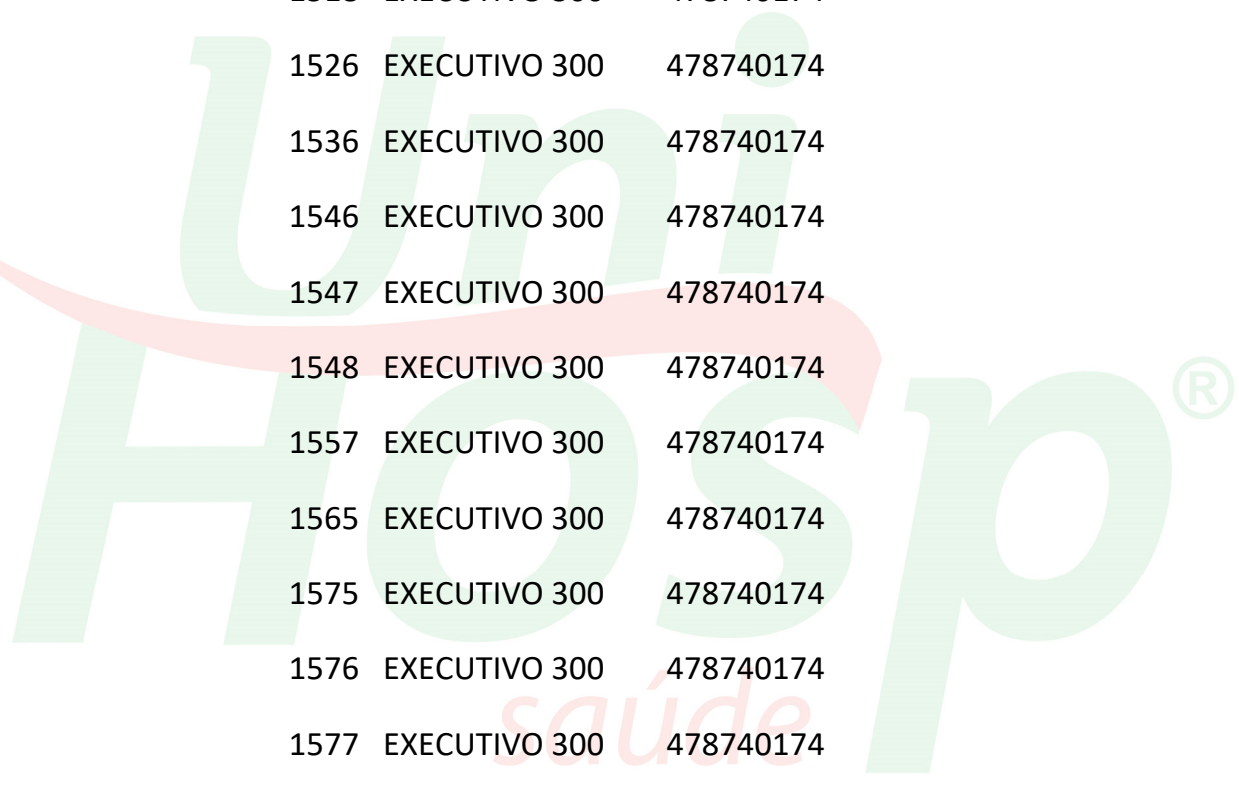 1526 EXECUTIVO 300 478740174
1536 EXECUTIVO 300 478740174
1546 EXECUTIVO 300 478740174
1547 EXECUTIVO 300 478740174
1548 EXECUTIVO 300 478740174
1557 EXECUTIVO 300 478740174
1565 EXECUTIVO 300 478740174
1575 EXECUTIVO 300 478740174
1576 EXECUTIVO 300 478740174
1577 EXECUTIVO 300 478740174
Uni
Hosp®
saúde